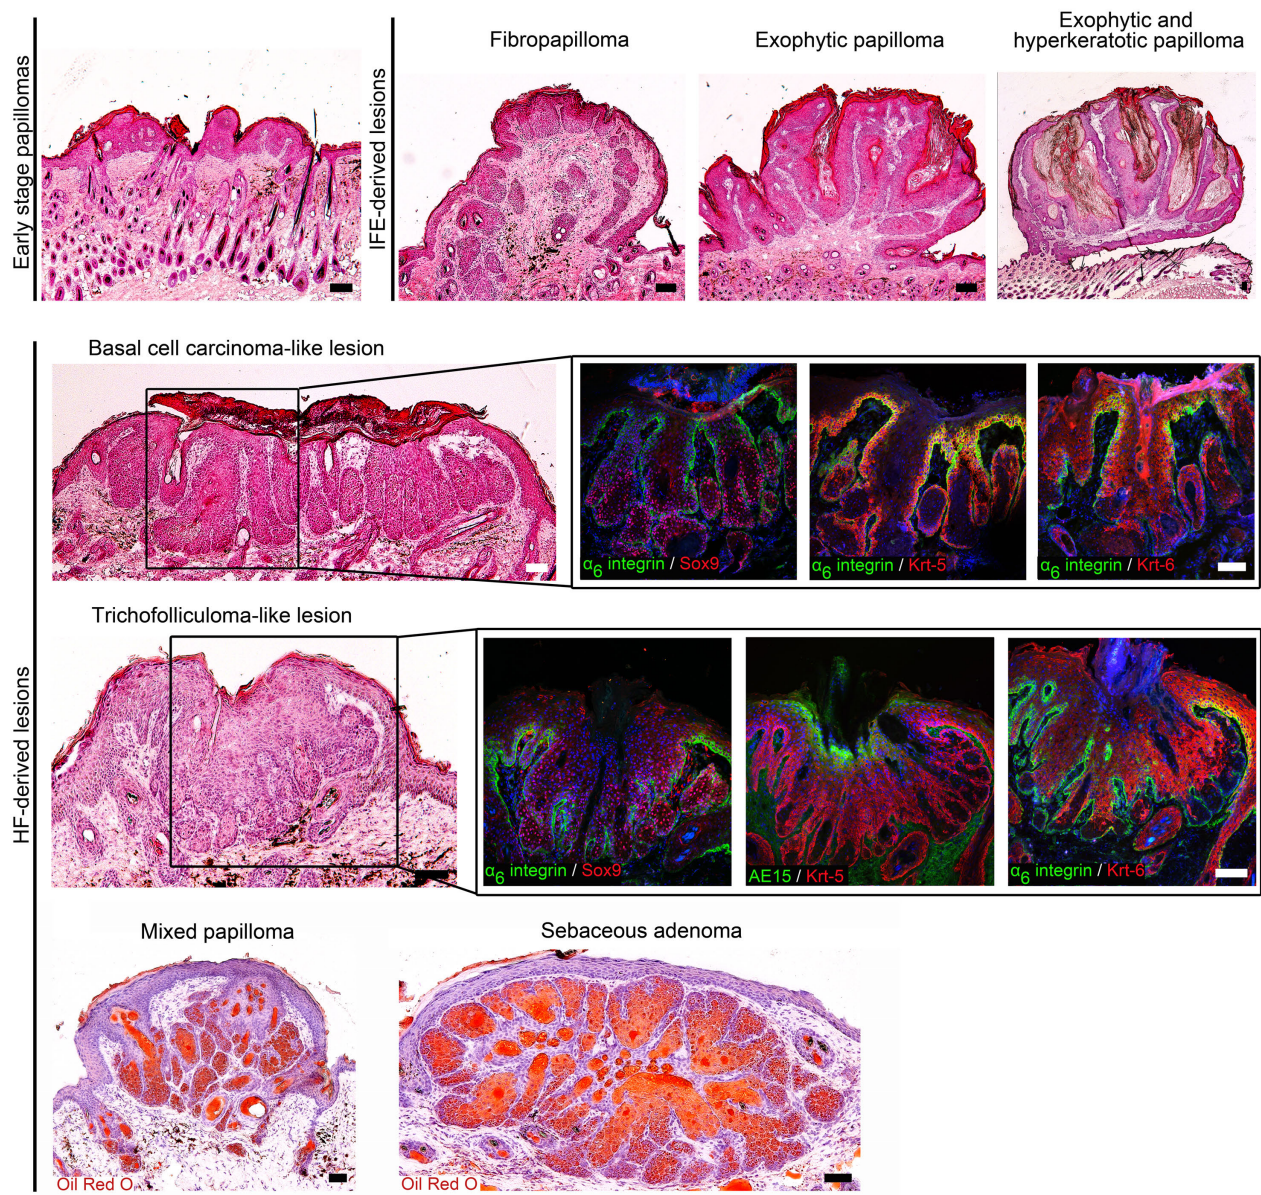 Early stage papillomas
IFE-derived lesions
Fibropapilloma
Exophytic papilloma
Exophytic and
hyperkeratotic papilloma
HF-derived lesions
Basal cell carcinoma-like lesion
α6 integrin / Sox9
α6 integrin / Krt-5
α6 integrin / Krt-6
Trichofolliculoma-like lesion
α6 integrin / Sox9
AE15 / Krt-5
α6 integrin / Krt-6
Mixed papilloma
Sebaceous adenoma
Oil Red O
Oil Red O